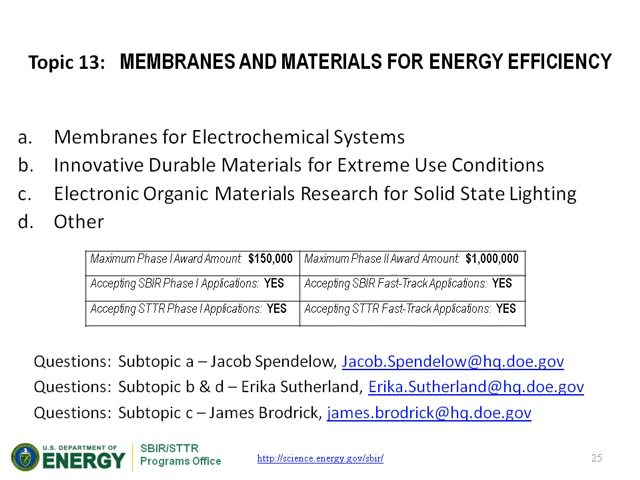 Topic 13: MEMBRANES AND MATERIALS FOR ENERGY EFFICIENCY
a. Membranes for Electrochemical Systems
b. Innovative Durable Materials for Extreme Use Conditions
c. Electronic Organic Materials Research for Solid State Lighting
d. Other
Maximum Phase I Award Amount: $150,000 Maximum Phase II Award Amount: $1,000,000
Accepting SBIR Phase I Applications: YES Accepting SBIR Fast-Track Applications: YES
Accepting STTR Phase I Applications: YES Accepting STTR Fast-Track Applications: YES
Questions: Subtopic a – Jacob Spendelow, Jacob.Spendelow@hq.doe.gov
Questions: Subtopic b & d – Erika Sutherland, Erika.Sutherland@hq.doe.gov
Questions: Subtopic c – James Brodrick, james.brodrick@hq.doe.gov
U.S. DEPARTMENT OF
ENERGY
SBIR/STTR
Programs Office
http://science.energy.gov/sbir/
25